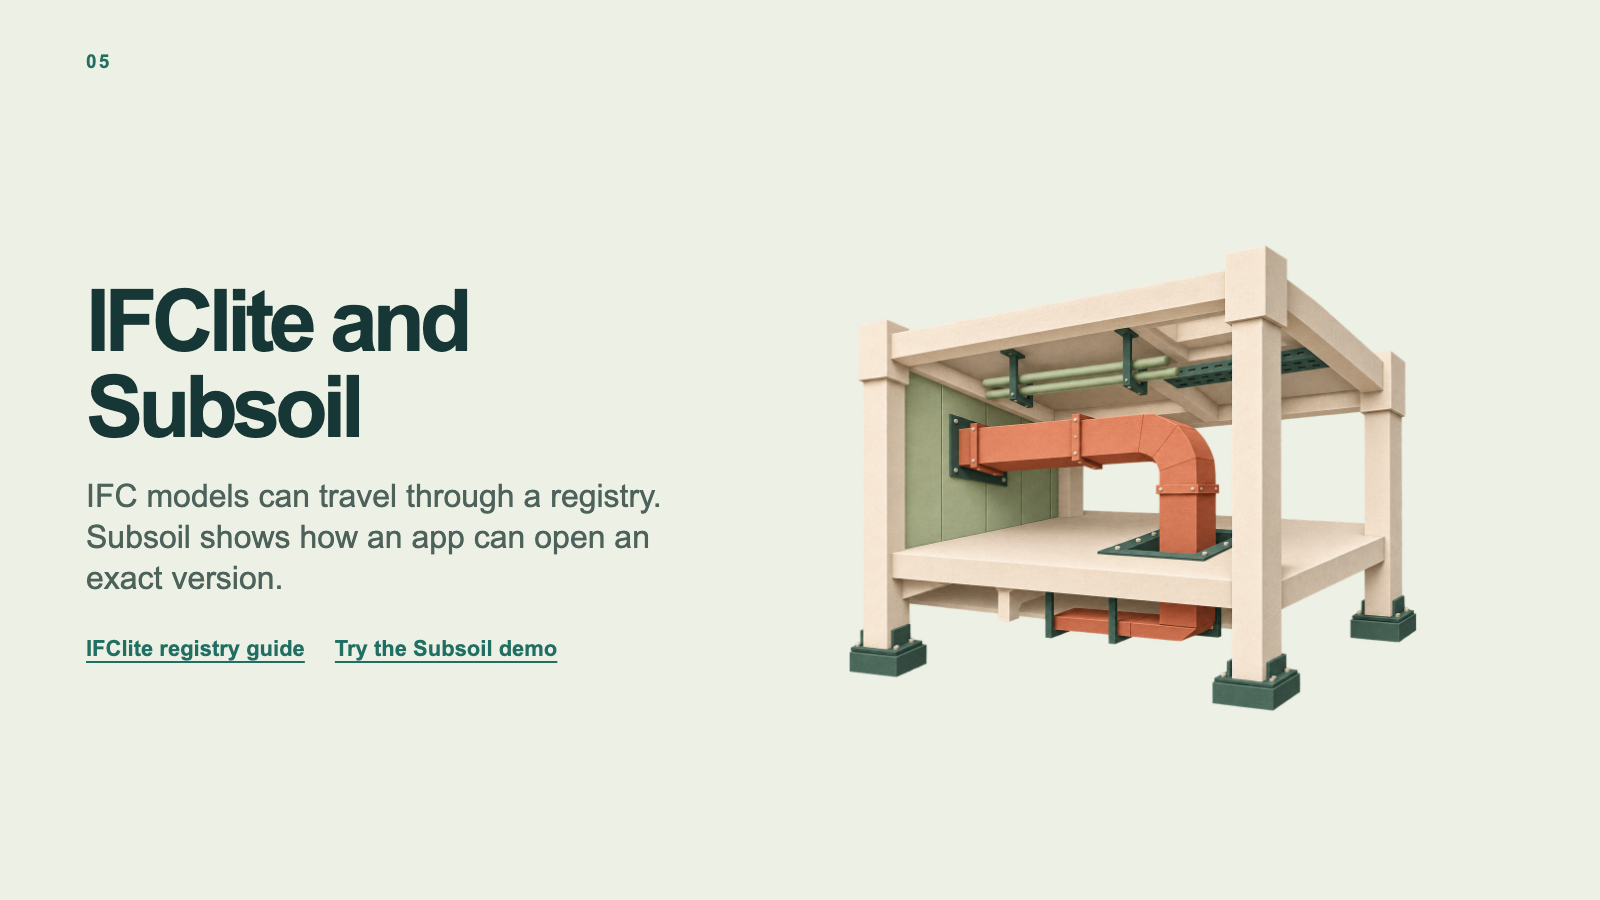 05
IFClite and
Subsoil
IFC models can travel through a registry.
Subsoil shows how an app can open an
exact version.
IFClite registry guide
Try the Subsoil demo